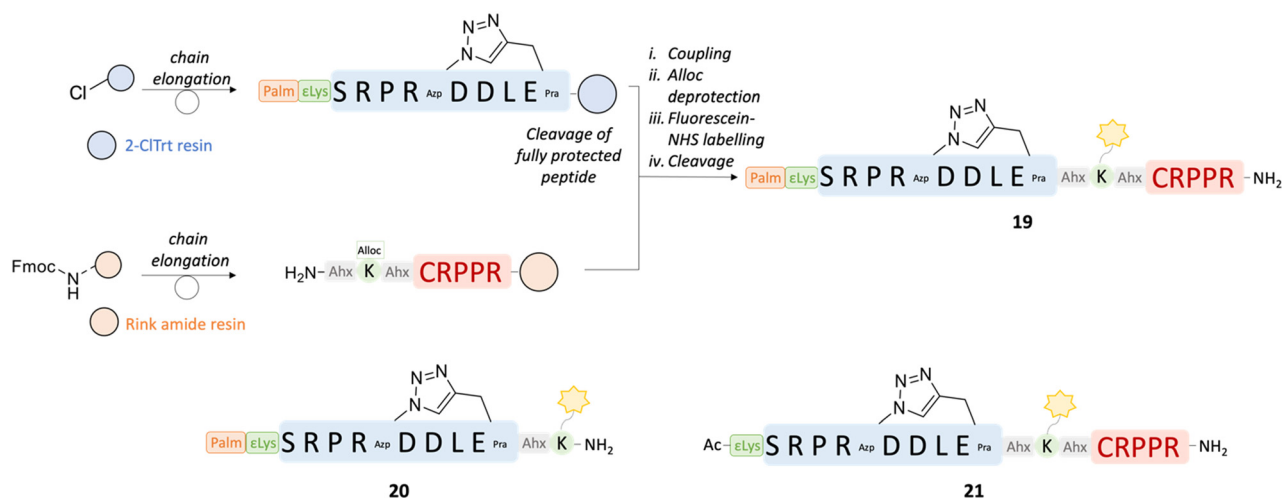 chain
elongation
Cl
2-ClTrt resin
N=N
N
Palm εLys S R P R Azp D D L E Pra
Cleavage of
fully protected
peptide
i. Coupling
ii. Alloc
deprotection
iii. Fluorescein-
NHS labelling
iv. Cleavage
N=N
N
Palm εLys S R P R Azp D D L E Pra Ahx K Ahx CRPPR -NH2
19
chain
elongation
Fmoc N
H
Rink amide resin
Alloc
H2N- Ahx K Ahx CRPPR
N=N
N
Palm εLys S R P R Azp D D L E Pra Ahx K -NH2
20
N=N
N
Ac- εLys S R P R Azp D D L E Pra Ahx K Ahx CRPPR -NH2
21